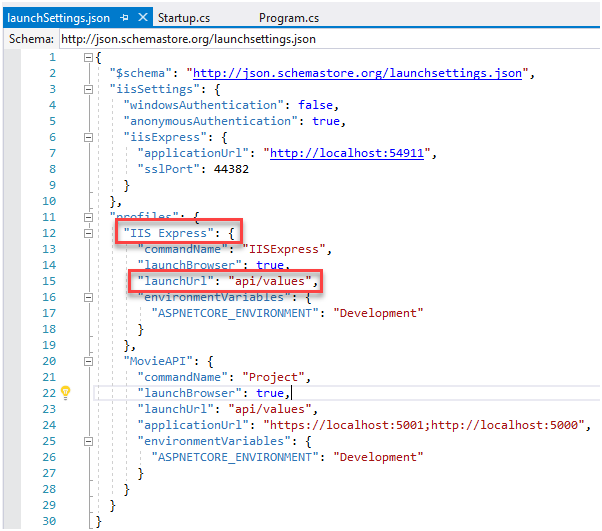 launchSettings.json Startup.cs Program.cs
Schema: http://json.schemastore.org/launchsettings.json
1 {
2 "$schema": "http://json.schemastore.org/launchsettings.json",
3 "iisSettings": {
4 "windowsAuthentication": false,
5 "anonymousAuthentication": true,
6 "iisExpress": {
7 "applicationUrl": "http://localhost:54911",
8 "sslPort": 44382
9 }
10 },
11 "profiles": {
12 "IIS Express": {
13 "commandName": "IISExpress",
14 "launchBrowser": true,
15 "launchUrl": "api/values",
16 "environmentVariables": {
17 "ASPNETCORE_ENVIRONMENT": "Development"
18 }
19 },
20 "MovieAPI": {
21 "commandName": "Project",
22 "launchBrowser": true,
23 "launchUrl": "api/values",
24 "applicationUrl": "https://localhost:5001;http://localhost:5000",
25 "environmentVariables": {
26 "ASPNETCORE_ENVIRONMENT": "Development"
27 }
28 }
29 }
30 }